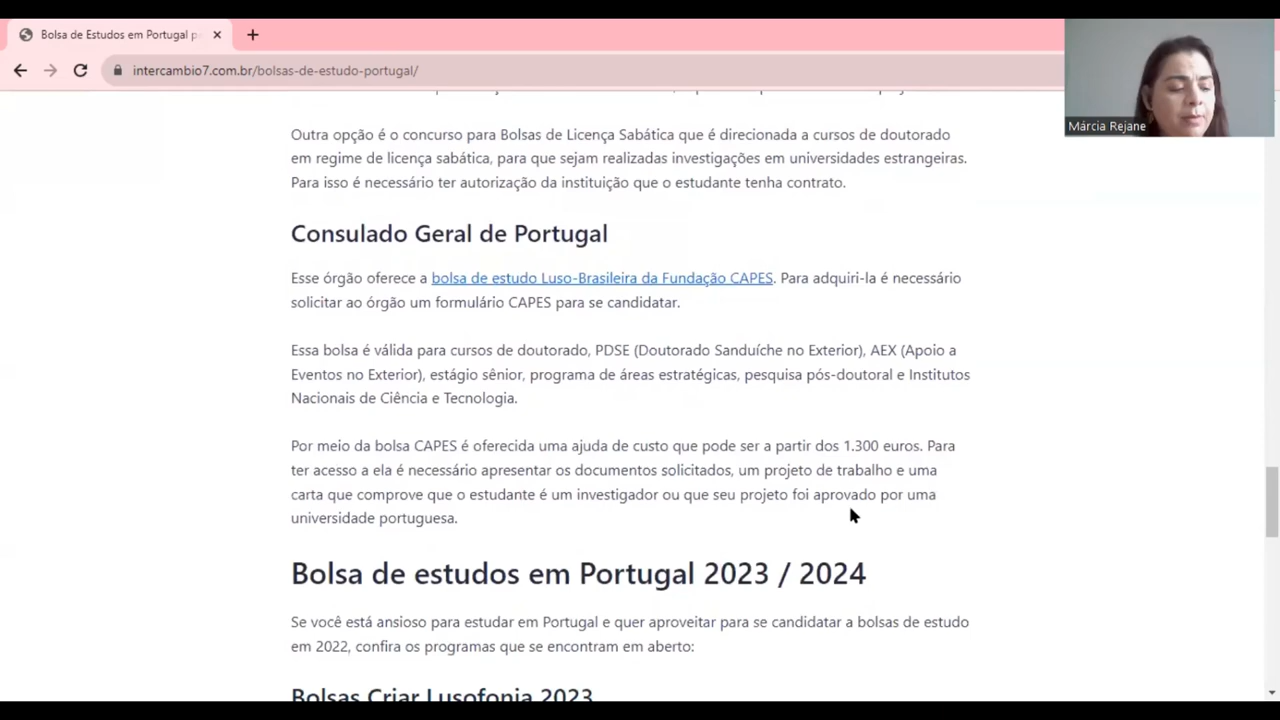 Bolsa de Estudos em Portugal p
intercambio7.com.br/bolsas-de-estudo-portugal/
Márcia Rejane
Outra opção é o concurso para Bolsas de Licença Sabática que é direcionada a cursos de doutorado
em regime de licença sabática, para que sejam realizadas investigações em universidades estrangeiras.
Para isso é necessário ter autorização da instituição que o estudante tenha contrato.
Consulado Geral de Portugal
Esse órgão oferece a bolsa de estudo Luso-Brasileira da Fundação CAPES. Para adquiri-la é necessário
solicitar ao órgão um formulário CAPES para se candidatar.
Essa bolsa é válida para cursos de doutorado, PDSE (Doutorado Sanduíche no Exterior), AEX (Apoio a
Eventos no Exterior), estágio sênior, programa de áreas estratégicas, pesquisa pós-doutoral e Institutos
Nacionais de Ciência e Tecnologia.
Por meio da bolsa CAPES é oferecida uma ajuda de custo que pode ser a partir dos 1.300 euros. Para
ter acesso a ela é necessário apresentar os documentos solicitados, um projeto de trabalho e uma
carta que comprove que o estudante é um investigador ou que seu projeto foi aprovado por uma
universidade portuguesa.
Bolsa de estudos em Portugal 2023 / 2024
Se você está ansioso para estudar em Portugal e quer aproveitar para se candidatar a bolsas de estudo
em 2022, confira os programas que se encontram em aberto:
Bolsas Criar Lusofonia 2023